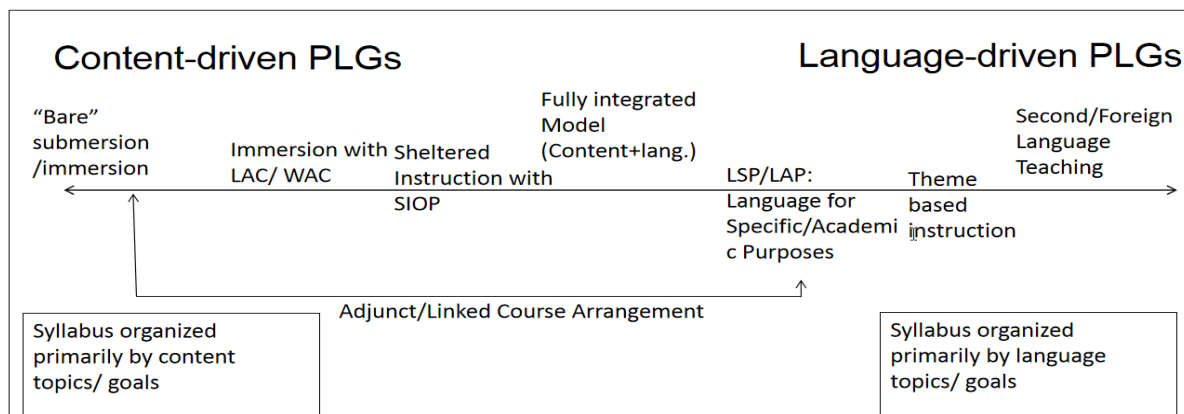 Content-driven PLGs
Language-driven PLGs
“Bare”
submersion
/immersion
Immersion with
LAC/ WAC
Sheltered
Instruction with
SIOP
Fully integrated
Model
(Content+lang.)
LSP/LAP:
Language for
Specific/Academi
c Purposes
Theme
based
instruction
Second/Foreign
Language
Teaching
Adjunct/Linked Course Arrangement
Syllabus organized
primarily by content
topics/ goals
Syllabus organized
primarily by language
topics/ goals